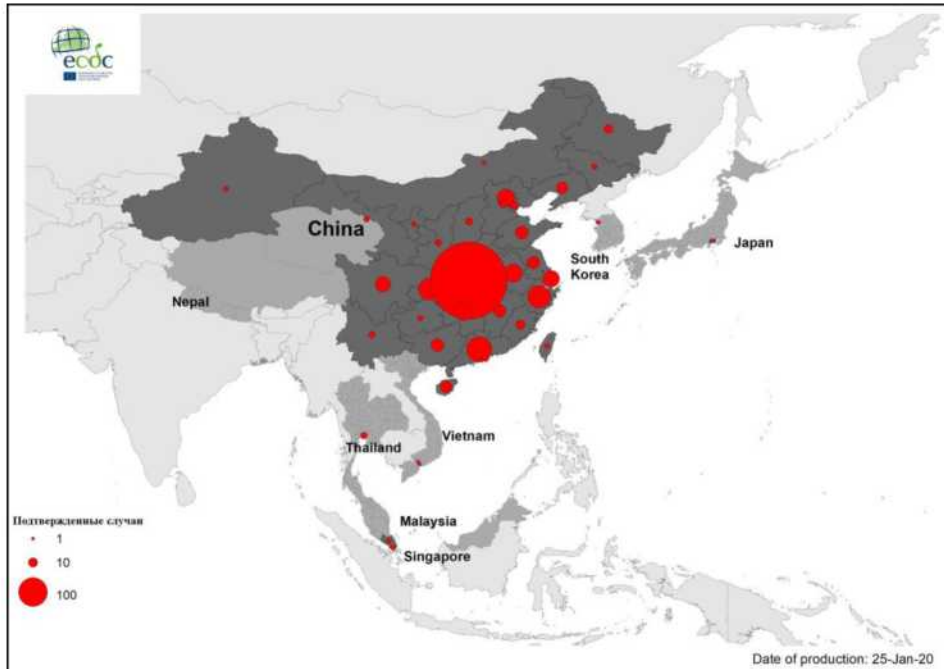 ecdc
China
Nepal
South
Korea
Japan
Thailand
Vietnam
Malaysia
Singapore
Подтвержденные случаи
1
10
100
Date of production: 25-Jan-20